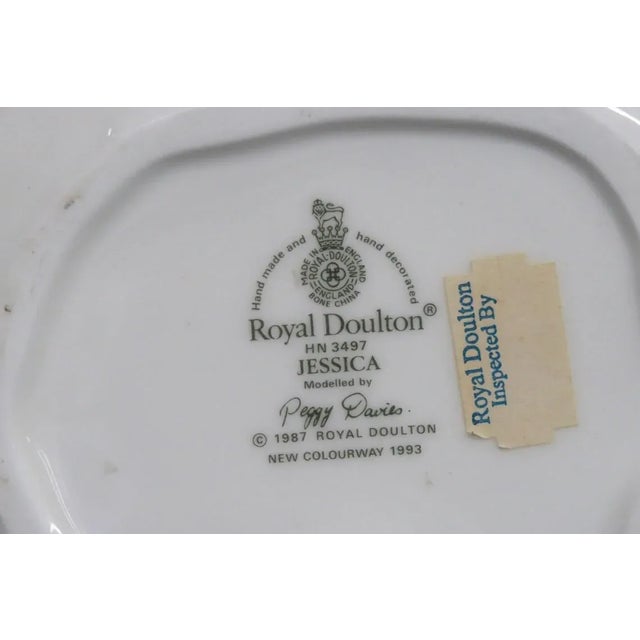 Hand made and hand decorated
MADE IN ENGLAND
ROYAL-DOULTON
ENGLAND
BONE CHINA
Royal Doulton®
HN 3497
JESSICA
Modelled by
Peggy Davies.
© 1987 ROYAL DOULTON
NEW COLOURWAY 1993
Royal Doulton
Inspected By